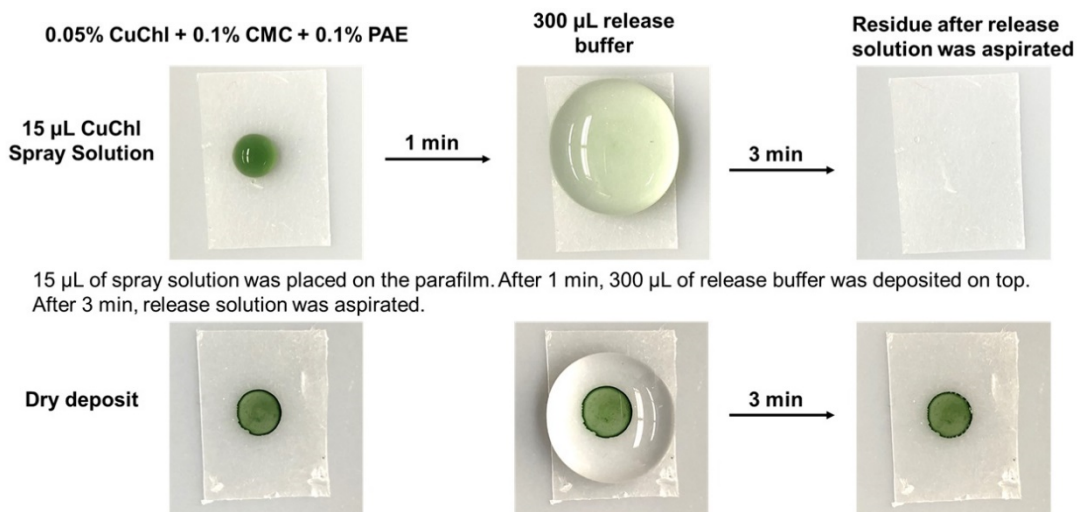 0.05% CuChl + 0.1% CMC + 0.1% PAE
300 µL release
buffer
Residue after release
solution was aspirated
15 µL CuChl
Spray Solution
1 min
3 min
15 µL of spray solution was placed on the parafilm. After 1 min, 300 µL of release buffer was deposited on top.
After 3 min, release solution was aspirated.
Dry deposit
3 min